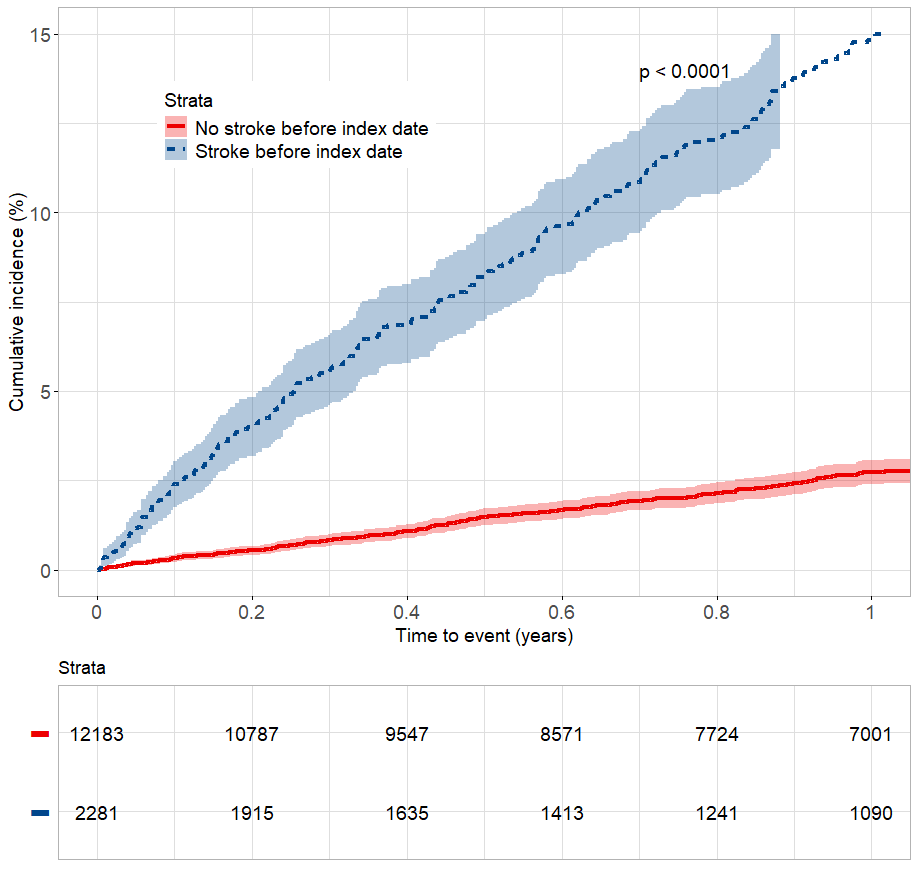 15
p < 0.0001
Strata
No stroke before index date
Stroke before index date
10
Cumulative incidence (%)
5
0
0 0.2 0.4 0.6 0.8 1
Time to event (years)
Strata
12183 10787 9547 8571 7724 7001
2281 1915 1635 1413 1241 1090